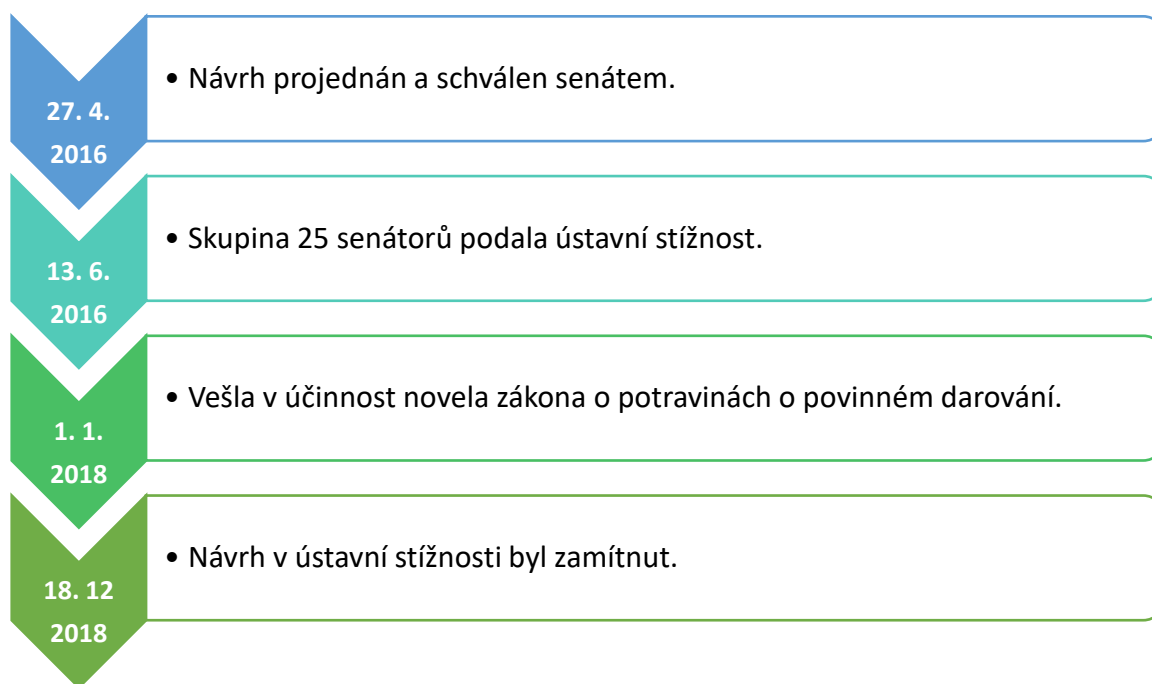 27. 4.
2016
• Návrh projednán a schválen senátem.
13. 6.
2016
• Skupina 25 senátorů podala ústavní stížnost.
1. 1.
2018
• Vešla v účinnost novela zákona o potravinách o povinném darování.
18. 12
2018
• Návrh v ústavní stížnosti byl zamítnut.